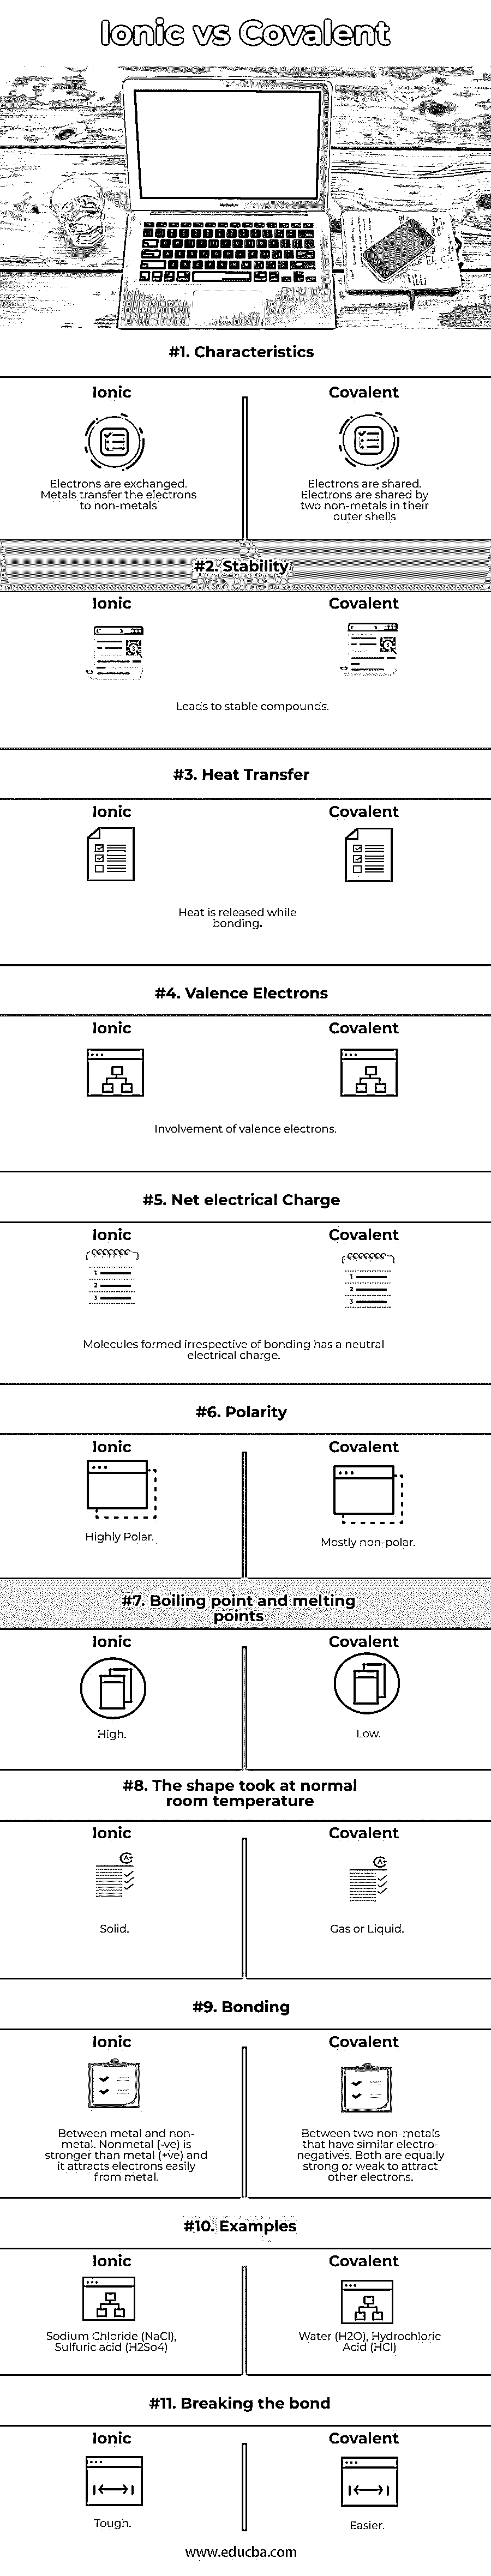 Ionic vs Covalent
#1. Characteristics
Ionic
Covalent
Electrons are exchanged.
Metals transfer the electrons
to non-metals
Electrons are shared.
Electrons are shared by
two non-metals in their
outer shells
#2. Stability
Ionic
Covalent
Leads to stable compounds.
#3. Heat Transfer
Ionic
Covalent
Heat is released while
bonding.
#4. Valence Electrons
Ionic
Covalent
Involvement of valence electrons.
#5. Net electrical Charge
Ionic
Covalent
1
2
3
1
2
3
Molecules formed irrespective of bonding has a neutral
electrical charge.
#6. Polarity
Ionic
Covalent
Highly Polar.
Mostly non-polar.
#7. Boiling point and melting
points
Ionic
Covalent
High.
Low.
#8. The shape took at normal
room temperature
Ionic
Covalent
A+
A+
Solid.
Gas or Liquid.
#9. Bonding
Ionic
Covalent
Between metal and non-
metal. Nonmetal (-ve) is
stronger than metal (+ve) and
it attracts electrons easily
from metal.
Between two non-metals
that have similar electro-
negatives. Both are equally
strong or weak to attract
other electrons.
#10. Examples
Ionic
Covalent
Sodium Chloride (NaCl),
Sulfuric acid (H2So4)
Water (H2O), Hydrochloric
Acid (HCl)
#11. Breaking the bond
Ionic
Covalent
Tough.
Easier.
www.educba.com